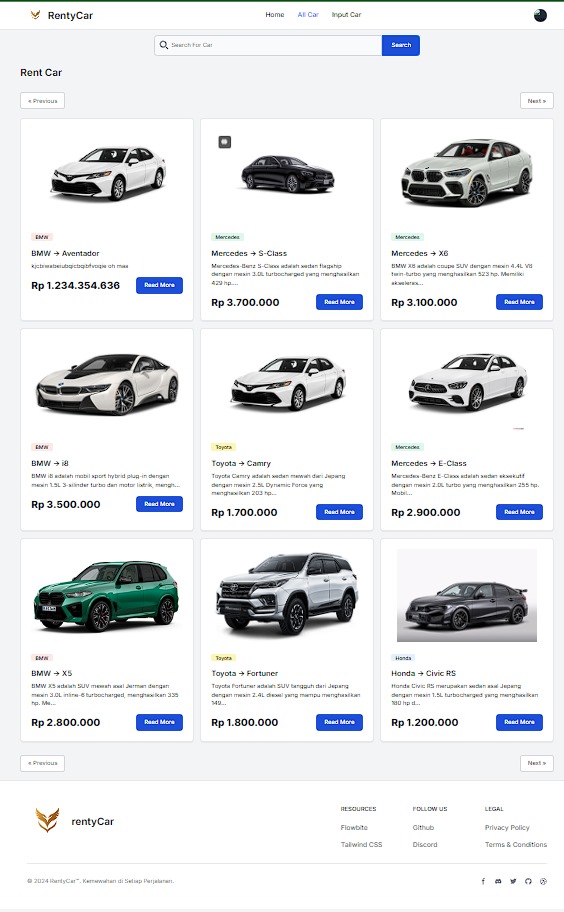 RentyCar
Home All Car Input Car
Search For Car
Search
Rent Car
« Previous
Next »
BMW
BMW → Aventador
oh mas
Rp 1.234.354.636
Read More
Mercedes
Mercedes → S-Class
Mercedes-Benz S-Class adalah sedan flagship
dengan mesin 3.0L turbocharged yang menghasilkan
429 hp....
Rp 3.700.000
Read More
Mercedes
Mercedes → X6
BMW X6 adalah coupe SUV dengan mesin 4.4L V8
twin-turbo yang menghasilkan 523 hp. Memiliki
akseleras...
Rp 3.100.000
Read More
BMW
BMW → i8
BMW i8 adalah mobil sport hybrid plug-in dengan
mesin 1.5L 3-silinder turbo dan motor listrik, mengh...
Rp 3.500.000
Read More
Toyota
Toyota → Camry
Toyota Camry adalah sedan mewah dari Jepang
dengan mesin 2.5L Dynamic Force yang
menghasilkan 203 hp...
Rp 1.700.000
Read More
Mercedes
Mercedes → E-Class
Mercedes-Benz E-Class adalah sedan eksekutif
dengan mesin 2.0L turbo yang menghasilkan 255 hp.
Mobil...
Rp 2.900.000
Read More
BMW
BMW → X5
BMW X5 adalah SUV mewah asal Jerman dengan
mesin 3.0L inline-6 turbocharged, menghasilkan 335
hp. Me...
Rp 2.800.000
Read More
Toyota
Toyota → Fortuner
Toyota Fortuner adalah SUV tangguh dari Jepang
dengan mesin 2.4L diesel yang mampu menghasilkan
149...
Rp 1.800.000
Read More
Honda
Honda → Civic RS
Honda Civic RS merupakan sedan asal Jepang
dengan mesin 1.5L turbocharged yang menghasilkan
180 hp d...
Rp 1.200.000
Read More
« Previous
Next »
rentyCar
RESOURCES FOLLOW US LEGAL
Flowbite Github Privacy Policy
Tailwind CSS Discord Terms & Conditions
© 2024 RentyCar™. Kemewahan di Setiap Perjalanan.